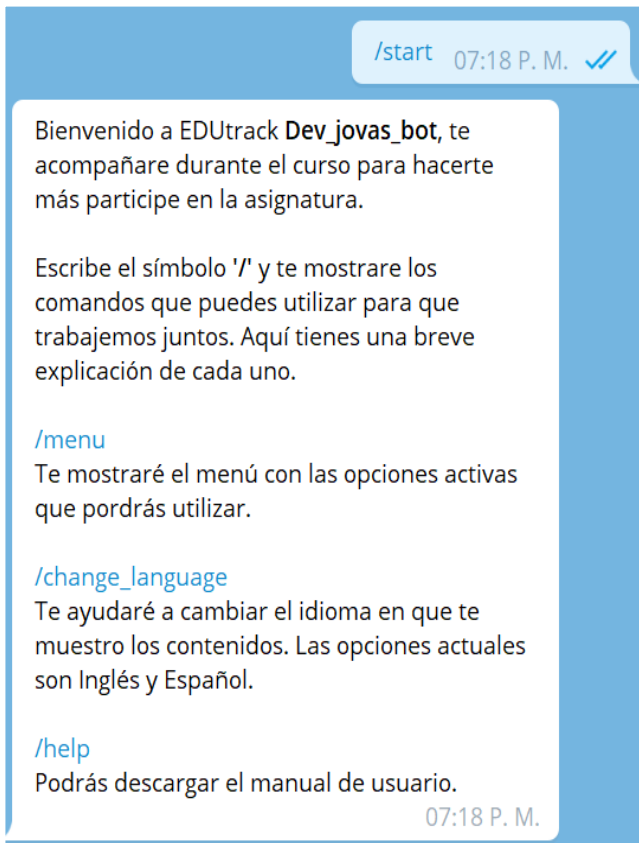 /start 07:18 P. M.
Bienvenido a EDUtrack Dev_jovas_bot, te
acompañare durante el curso para hacerte
más participe en la asignatura.
Escribe el símbolo '/' y te mostrare los
comandos que puedes utilizar para que
trabajemos juntos. Aquí tienes una breve
explicación de cada uno.
/menu
Te mostraré el menú con las opciones activas
que pordrás utilizar.
/change_language
Te ayudaré a cambiar el idioma en que te
muestro los contenidos. Las opciones actuales
son Inglés y Español.
/help
Podrás descargar el manual de usuario.
07:18 P. M.